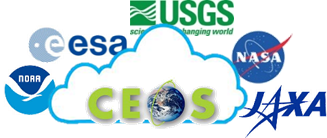 USGS
science for a changing world
esa
NASA
NOAA
CEOS
JAXA